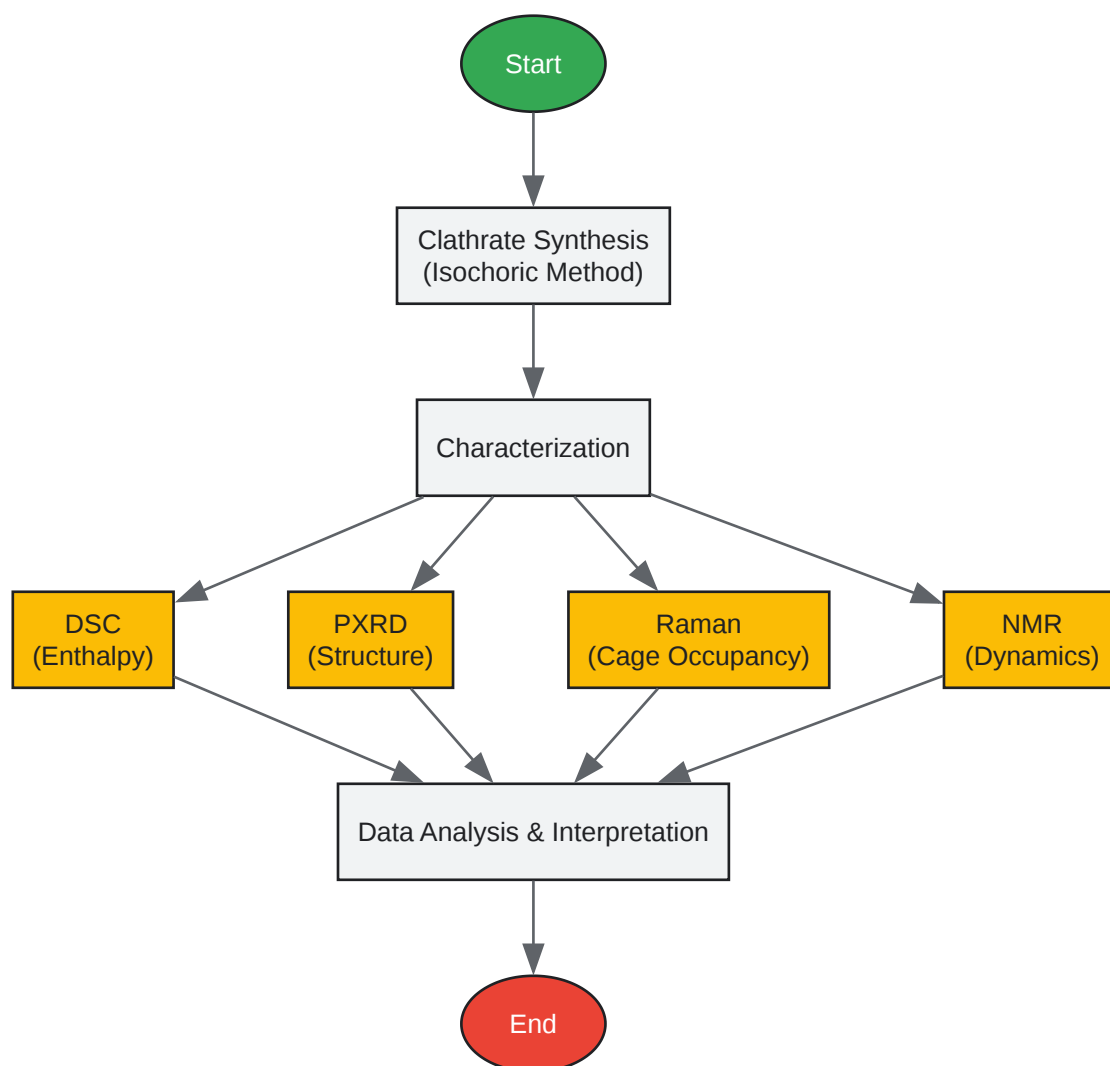 Start
Clathrate Synthesis
(Isochoric Method)
Characterization
DSC
(Enthalpy)
PXRD
(Structure)
Raman
(Cage Occupancy)
NMR
(Dynamics)
Data Analysis & Interpretation
End